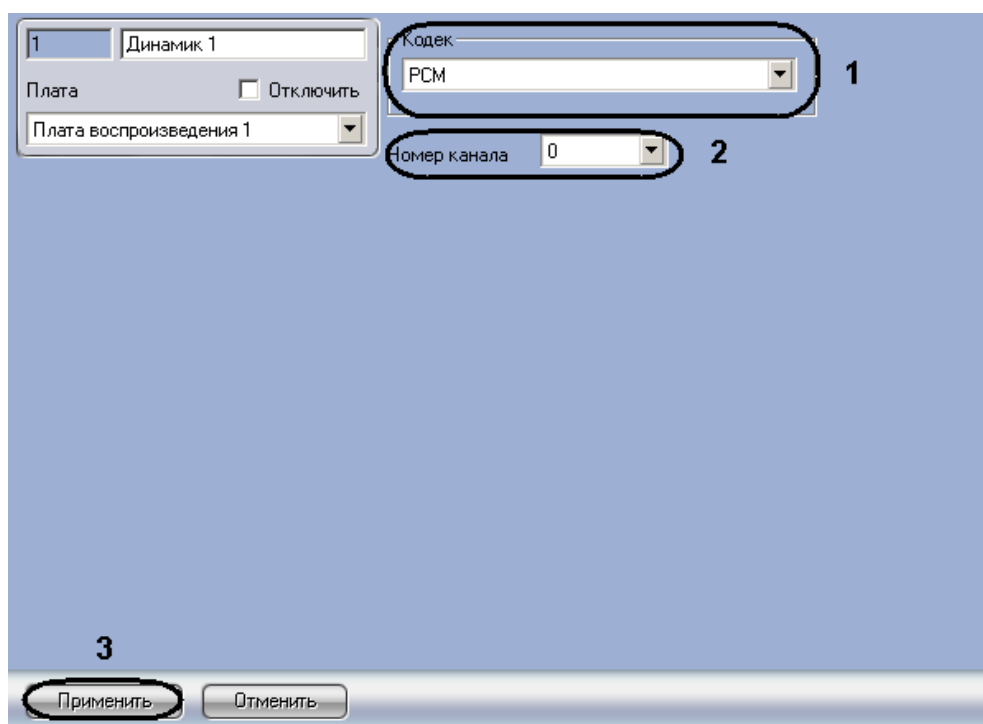 1 Динамик 1
Плата Отключить
Плата воспроизведения 1
Кодек
PCM
1
Номер канала 0
2
3
Применить Отменить